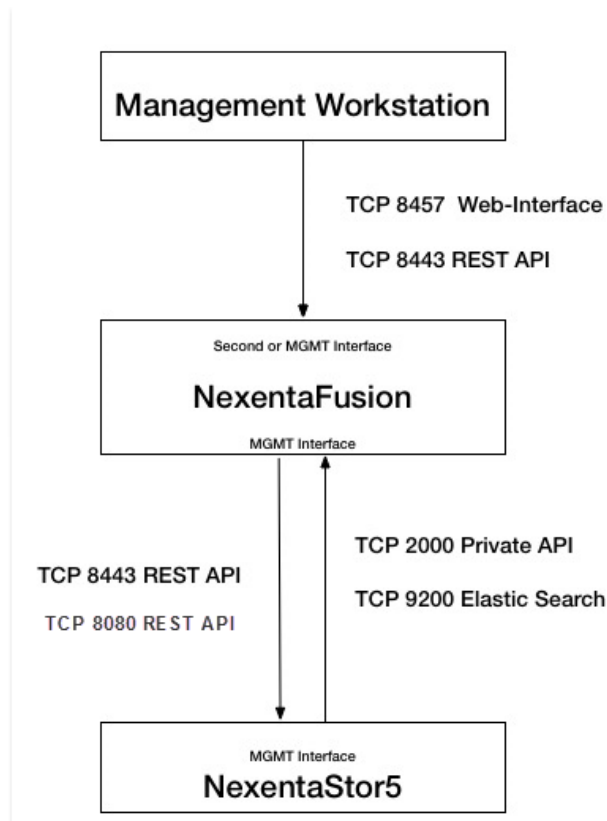 Management Workstation
TCP 8457 Web-Interface
TCP 8443 REST API
Second or MGMT Interface
NexentaFusion
MGMT Interface
TCP 2000 Private API
TCP 8443 REST API
TCP 9200 Elastic Search
TCP 8080 REST API
MGMT Interface
NexentaStor5